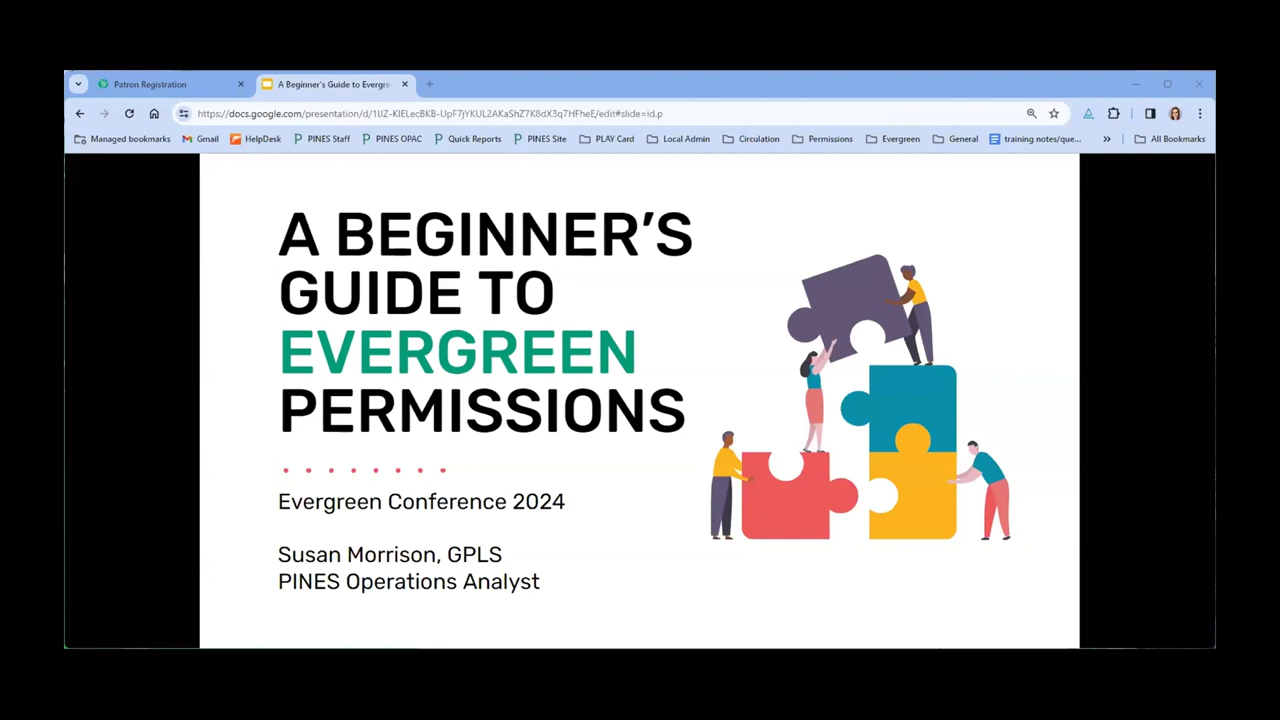 Patron Registration
A Beginner's Guide to Evergre
https://docs.google.com/presentation/d/1IJZ-KlELecBKB-UpF7jYKUL2AKaShZ7K8dX3q7HFheE/edit#slide=id.p
Managed bookmarks Gmail HelpDesk PINES Staff PINES OPAC Quick Reports PINES Site PLAY Card Local Admin Circulation Permissions Evergreen General training notes/que... All Bookmarks
A BEGINNER'S
GUIDE TO
EVERGREEN
PERMISSIONS
Evergreen Conference 2024
Susan Morrison, GPLS
PINES Operations Analyst